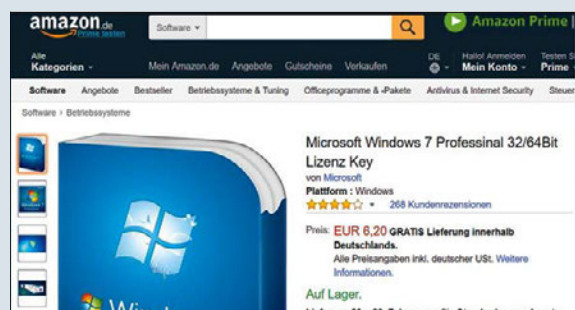 amazon.de
Prime testen
Software
Amazon Prime
Alle
Kategorien
Mein Amazon.de Angebote Gutscheine Verkaufen
DE
Hallo! Anmelden
Mein Konto
Testen S
Prime
Software Angebote Bestseller Betriebssysteme & Tuning Officeprogramme & -Pakete Antivirus & Internet Security Steuer
Software > Betriebssysteme
Microsoft Windows 7 Professinal 32/64Bit
Lizenz Key
von Microsoft
Plattform : Windows
268 Kundenrezensionen
Preis: EUR 6,20 GRATIS Lieferung innerhalb
Deutschlands.
Alle Preisangaben inkl. deutscher USt. Weitere
Informationen.
Auf Lager.